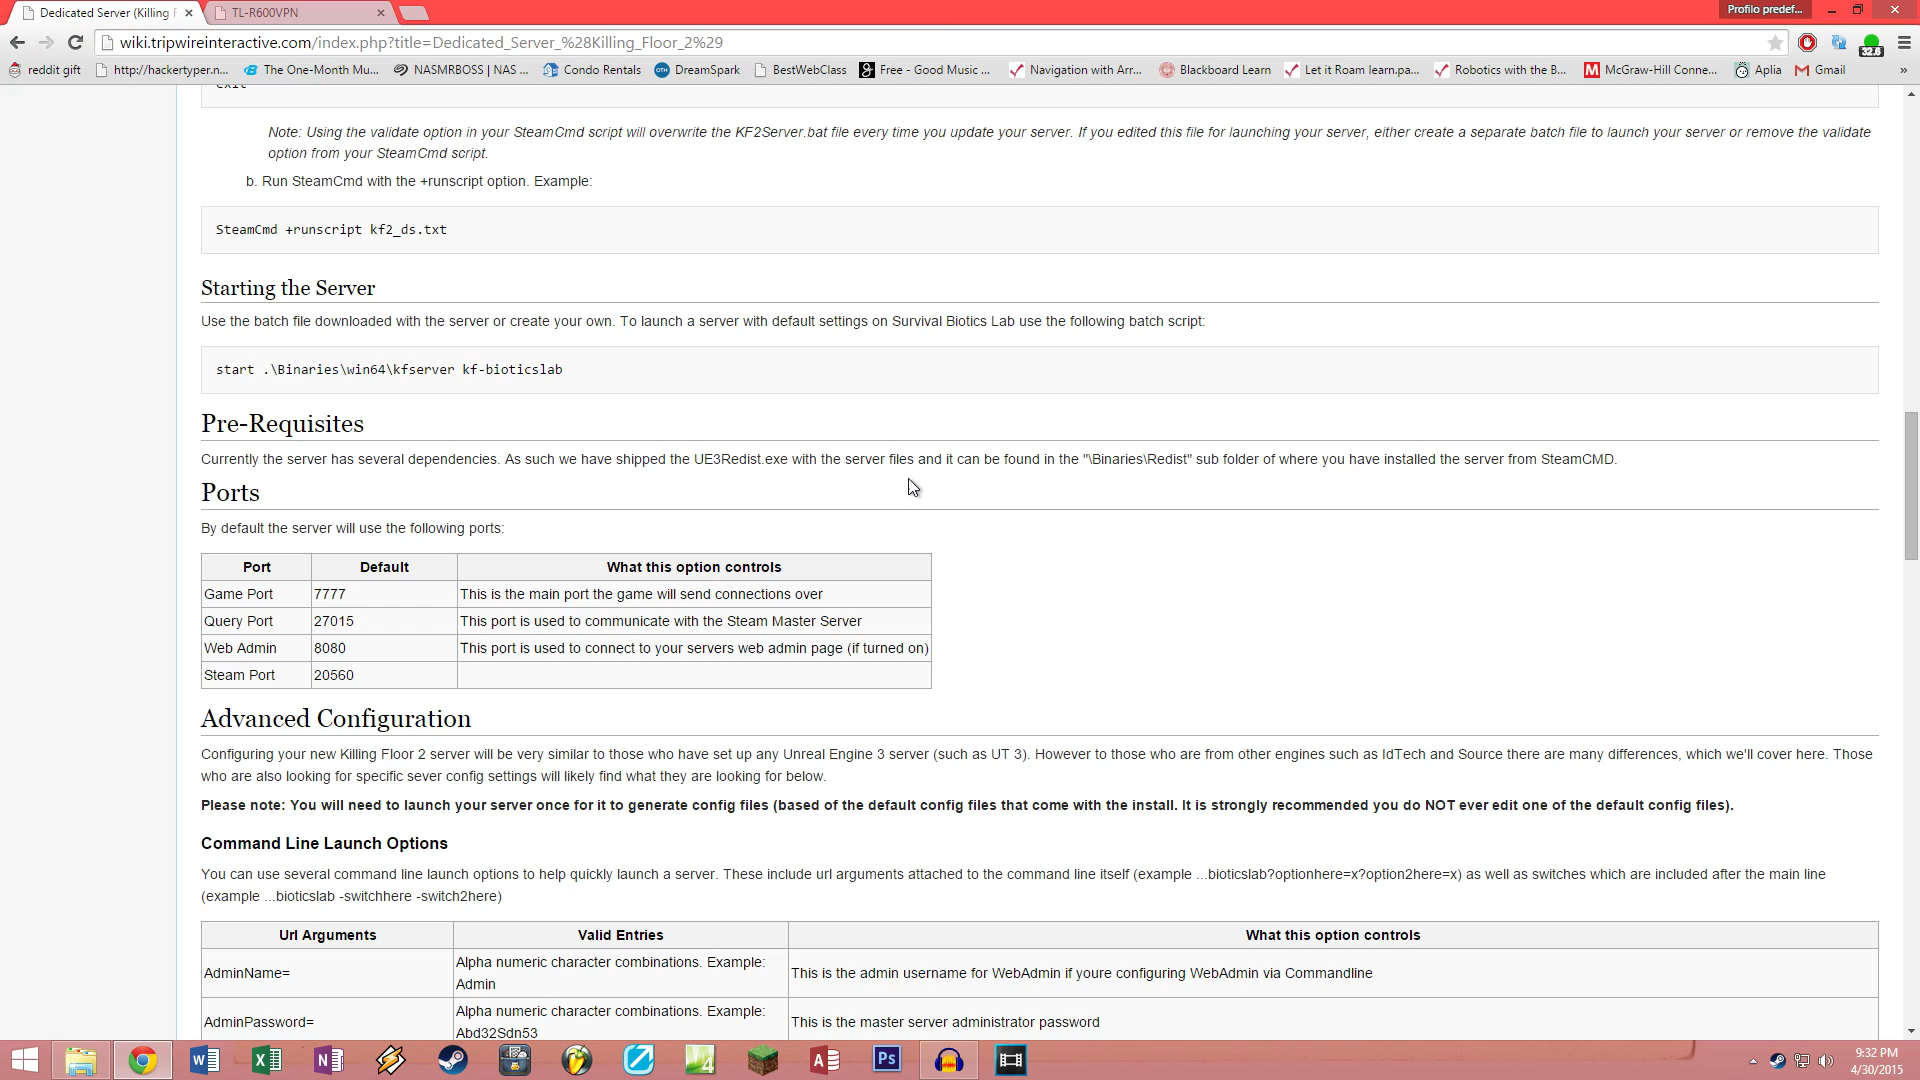 Dedicated Server (Killing F
TL-R600VPN
Profilo predef...
wiki.tripwireinteractive.com/index.php?title=Dedicated_Server_%28Killing_Floor_2%29
32.6
reddit gift
http://hackertyper.n...
The One-Month Mu...
NASMRBOSS | NAS ...
Condo Rentals
DreamSpark
BestWebClass
Free - Good Music ...
Navigation with Arr...
Blackboard Learn
Let it Roam learn.pa...
Robotics with the B...
McGraw-Hill Conne...
Aplia
Gmail
»
exit
Note: Using the validate option in your SteamCmd script will overwrite the KF2Server.bat file every time you update your server. If you edited this file for launching your server, either create a separate batch file to launch your server or remove the validate
option from your SteamCmd script.
b. Run SteamCmd with the +runscript option. Example:
SteamCmd +runscript kf2_ds.txt
Starting the Server
Use the batch file downloaded with the server or create your own. To launch a server with default settings on Survival Biotics Lab use the following batch script:
start .\Binaries\win64\kfserver kf-bioticslab
Pre-Requisites
Currently the server has several dependencies. As such we have shipped the UE3Redist.exe with the server files and it can be found in the "\Binaries\Redist" sub folder of where you have installed the server from SteamCMD.
Ports
By default the server will use the following ports:
Port Default What this option controls
Game Port 7777 This is the main port the game will send connections over
Query Port 27015 This port is used to communicate with the Steam Master Server
Web Admin 8080 This port is used to connect to your servers web admin page (if turned on)
Steam Port 20560
Advanced Configuration
Configuring your new Killing Floor 2 server will be very similar to those who have set up any Unreal Engine 3 server (such as UT 3). However to those who are from other engines such as IdTech and Source there are many differences, which we'll cover here. Those
who are also looking for specific sever config settings will likely find what they are looking for below.
Please note: You will need to launch your server once for it to generate config files (based of the default config files that come with the install. It is strongly recommended you do NOT ever edit one of the default config files).
Command Line Launch Options
You can use several command line launch options to help quickly launch a server. These include url arguments attached to the command line itself (example ...bioticslab?optionhere=x?option2here=x) as well as switches which are included after the main line
(example ...bioticslab -switchhere -switch2here)
Url Arguments Valid Entries What this option controls
AdminName= Alpha numeric character combinations. Example: Admin This is the admin username for WebAdmin if youre configuring WebAdmin via Commandline
AdminPassword= Alpha numeric character combinations. Example: Abd32Sdn53 This is the master server administrator password
9:32 PM
4/30/2015